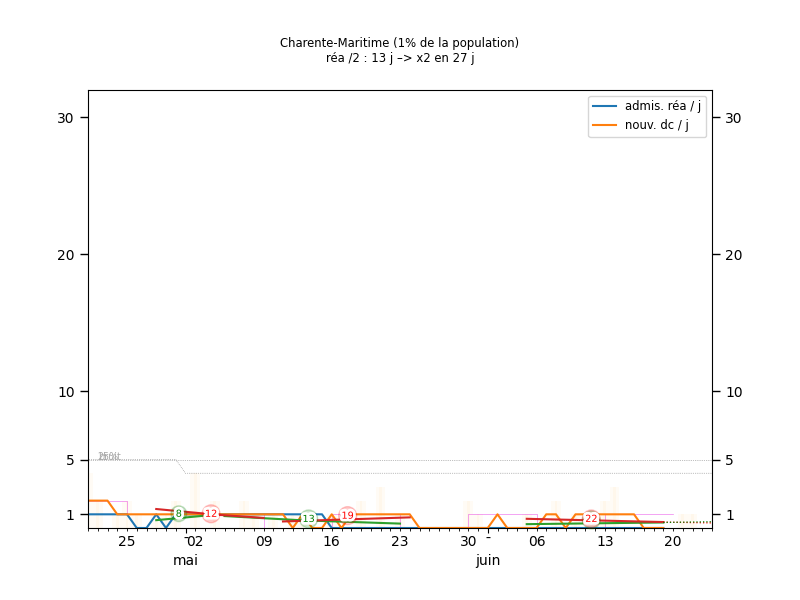 Charente-Maritime (1% de la population)
réa /2 : 13 j –> x2 en 27 j
admis. réa / j
nouv. dc / j
30 30
20 20
10 10
5 5
1 1
8 12 13 19 22
25 02 09 16 23 30 06 13 20
mai juin